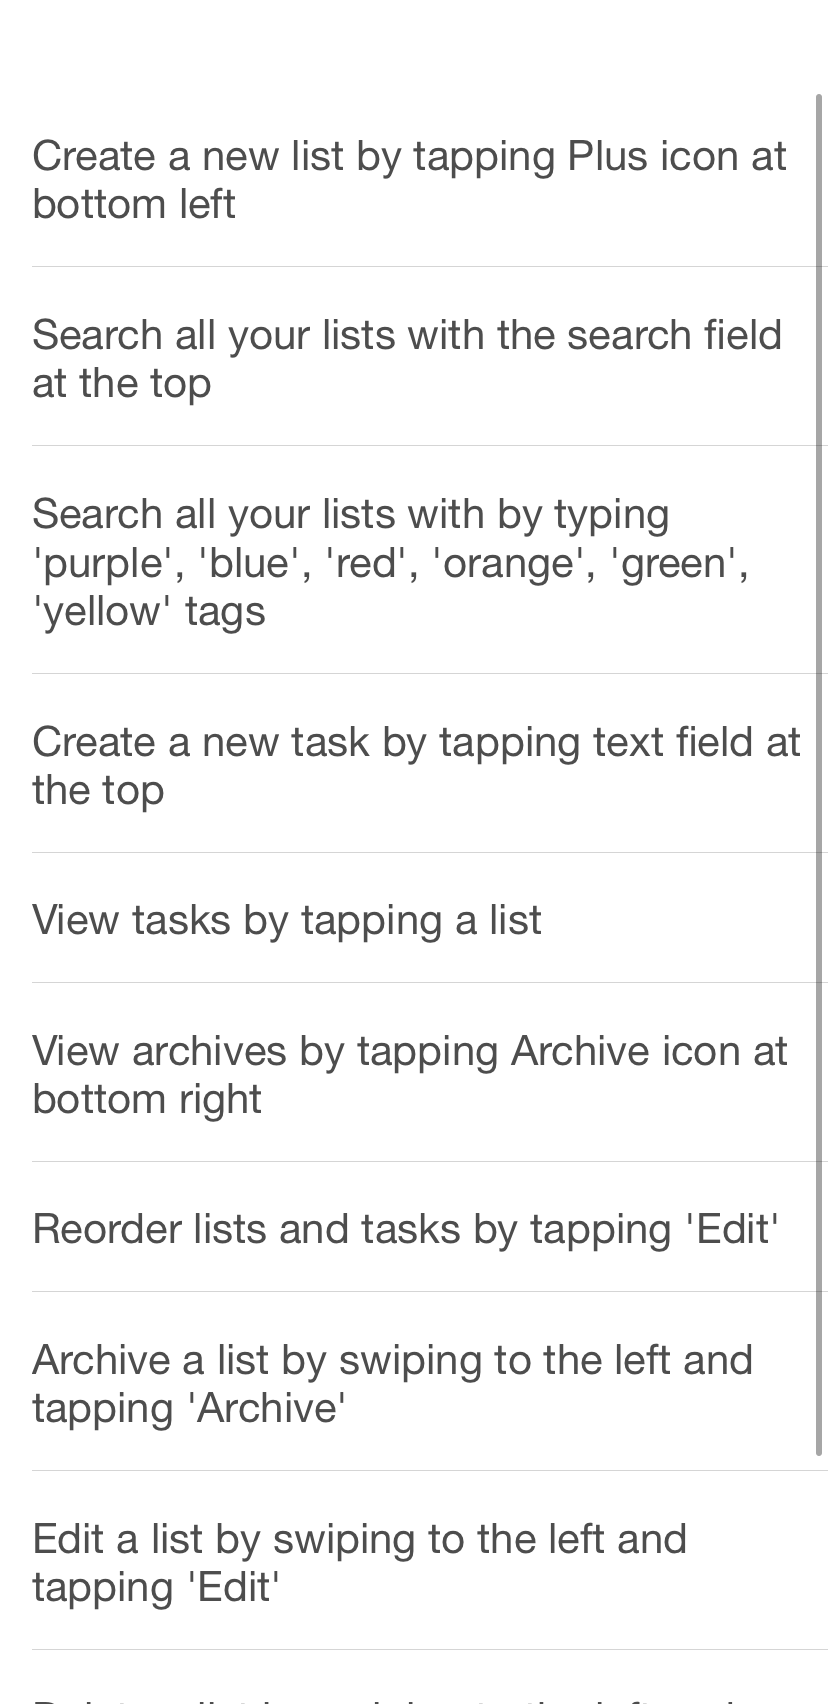 Create a new list by tapping Plus icon at
bottom left
Search all your lists with the search field
at the top
Search all your lists with by typing
'purple', 'blue', 'red', 'orange', 'green',
'yellow' tags
Create a new task by tapping text field at
the top
View tasks by tapping a list
View archives by tapping Archive icon at
bottom right
Reorder lists and tasks by tapping 'Edit'
Archive a list by swiping to the left and
tapping 'Archive'
Edit a list by swiping to the left and
tapping 'Edit'